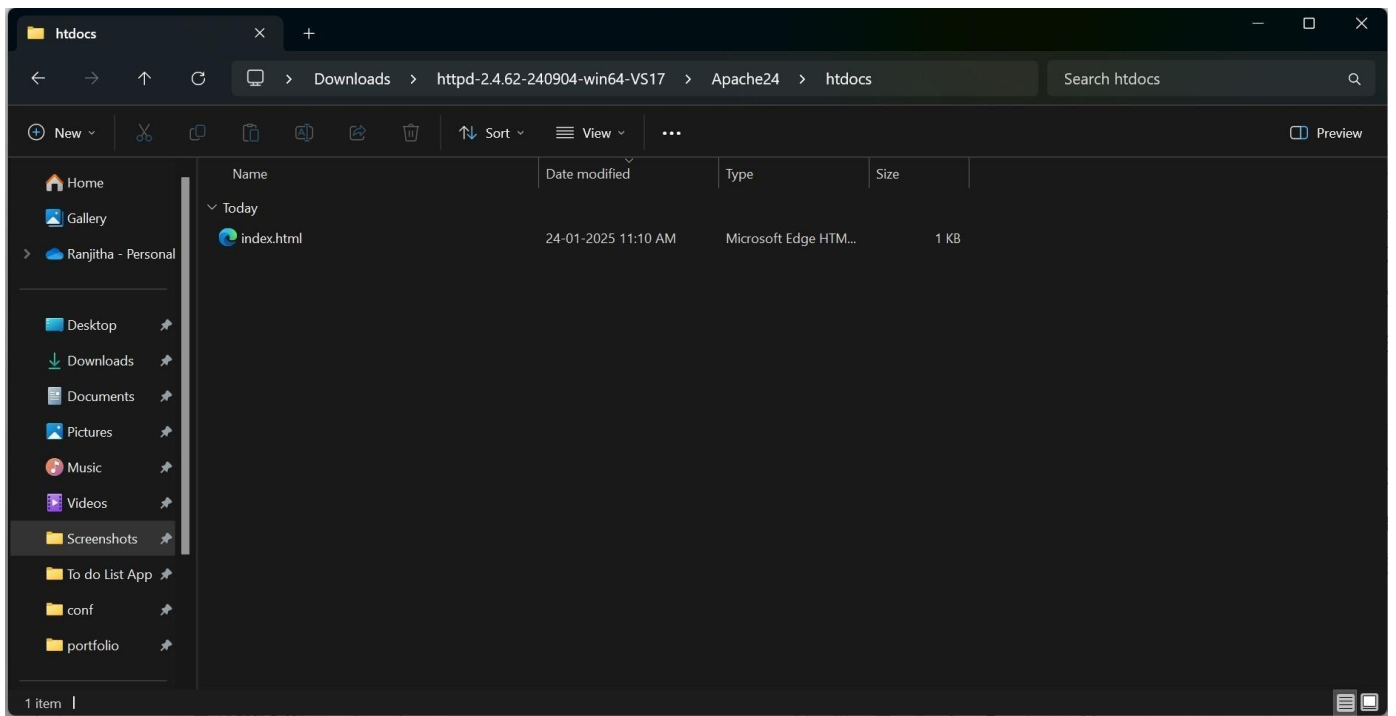 htdocs
Downloads > httpd-2.4.62-240904-win64-VS17 > Apache24 > htdocs
Search htdocs
New
Sort
View
Preview
Name
Date modified
Type
Size
Today
index.html 24-01-2025 11:10 AM Microsoft Edge HTM... 1 KB
Home
Gallery
Ranjitha - Personal
Desktop
Downloads
Documents
Pictures
Music
Videos
Screenshots
To do List App
conf
portfolio
1 item